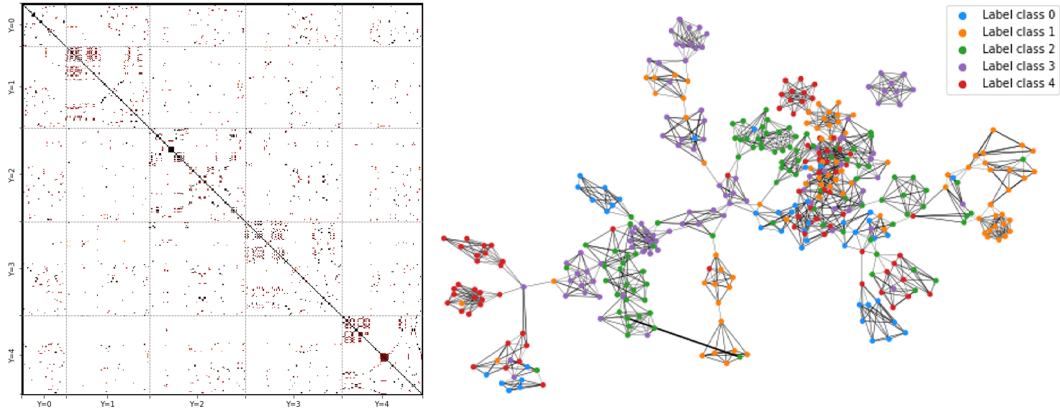 Y=0
Y=1
Y=2
Y=3
Y=4
Y=0 Y=1 Y=2 Y=3 Y=4
Label class 0
Label class 1
Label class 2
Label class 3
Label class 4